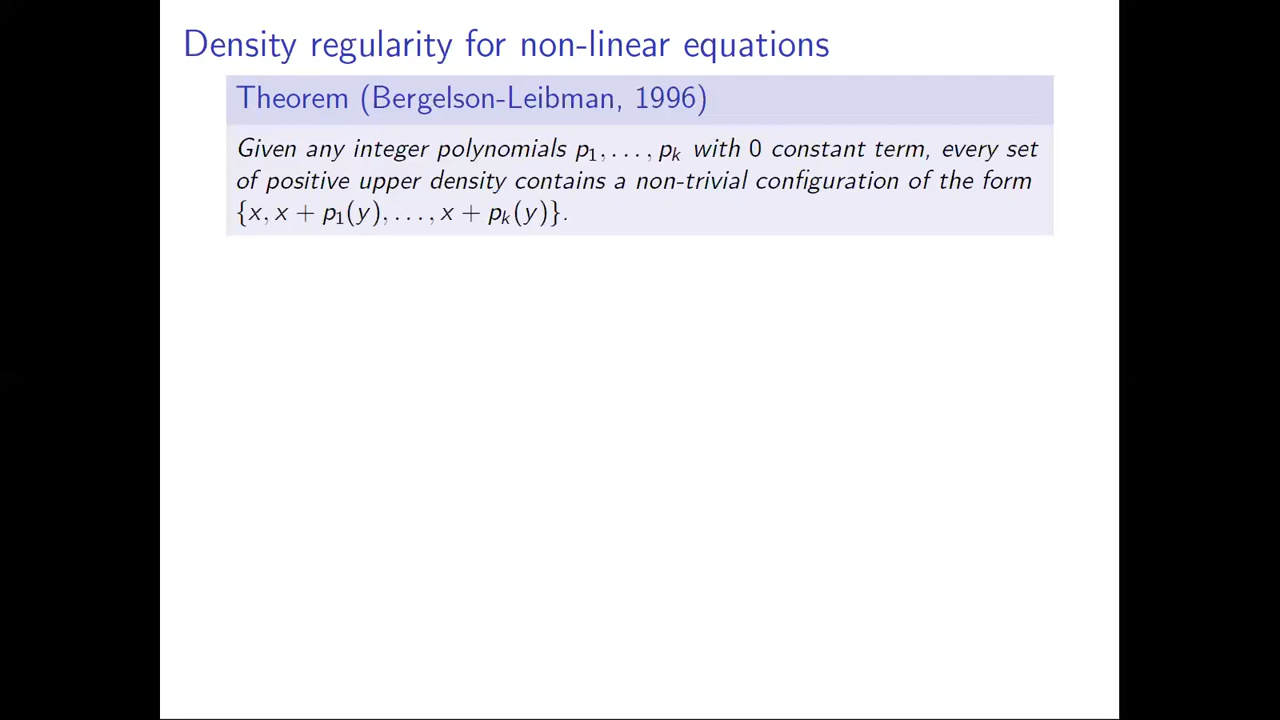 Density regularity for non-linear equations
Theorem (Bergelson-Leibman, 1996)
Given any integer polynomials p₁, . . . , pₖ with 0 constant term, every set
of positive upper density contains a non-trivial configuration of the form
{x, x + p₁(y), . . . , x + pₖ(y)}.